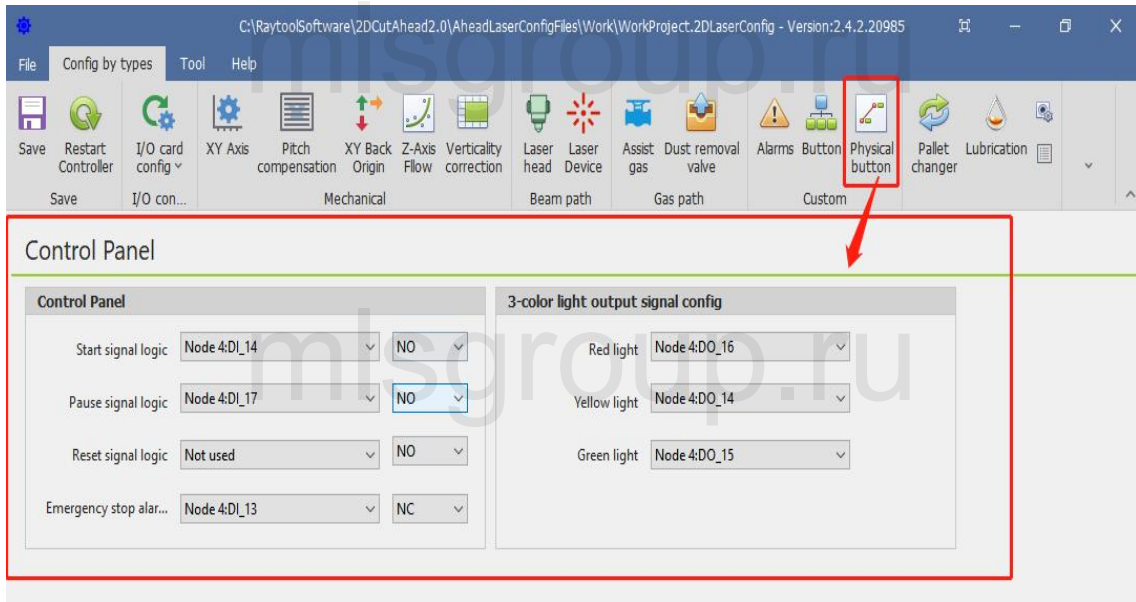 C:\RaytoolSoftware\2DCutAhead2.0\AheadLaserConfigFiles\Work\WorkProject.2DLaserConfig - Version:2.4.2.20985
File Config by types Tool Help
Save Restart Controller I/O card config XY Axis Pitch compensation XY Back Origin Z-Axis Fllow Verticality correction Laser head Laser Device Assist gas Dust removal valve Alarms Button Physical button Pallet changer Lubrication
Save I/O con... Mechanical Beam path Gas path Custom
mlsgroup.ru
Control Panel
Control Panel 3-color light output signal config
Start signal logic Node 4:DI_14 NO Red light Node 4:DO_16
mlsgroup.ru
Pause signal logic Node 4:DI_17 NO Yellow light Node 4:DO_14
Reset signal logic Not used NO Green light Node 4:DO_15
Emergency stop alar... Node 4:DI_13 NC